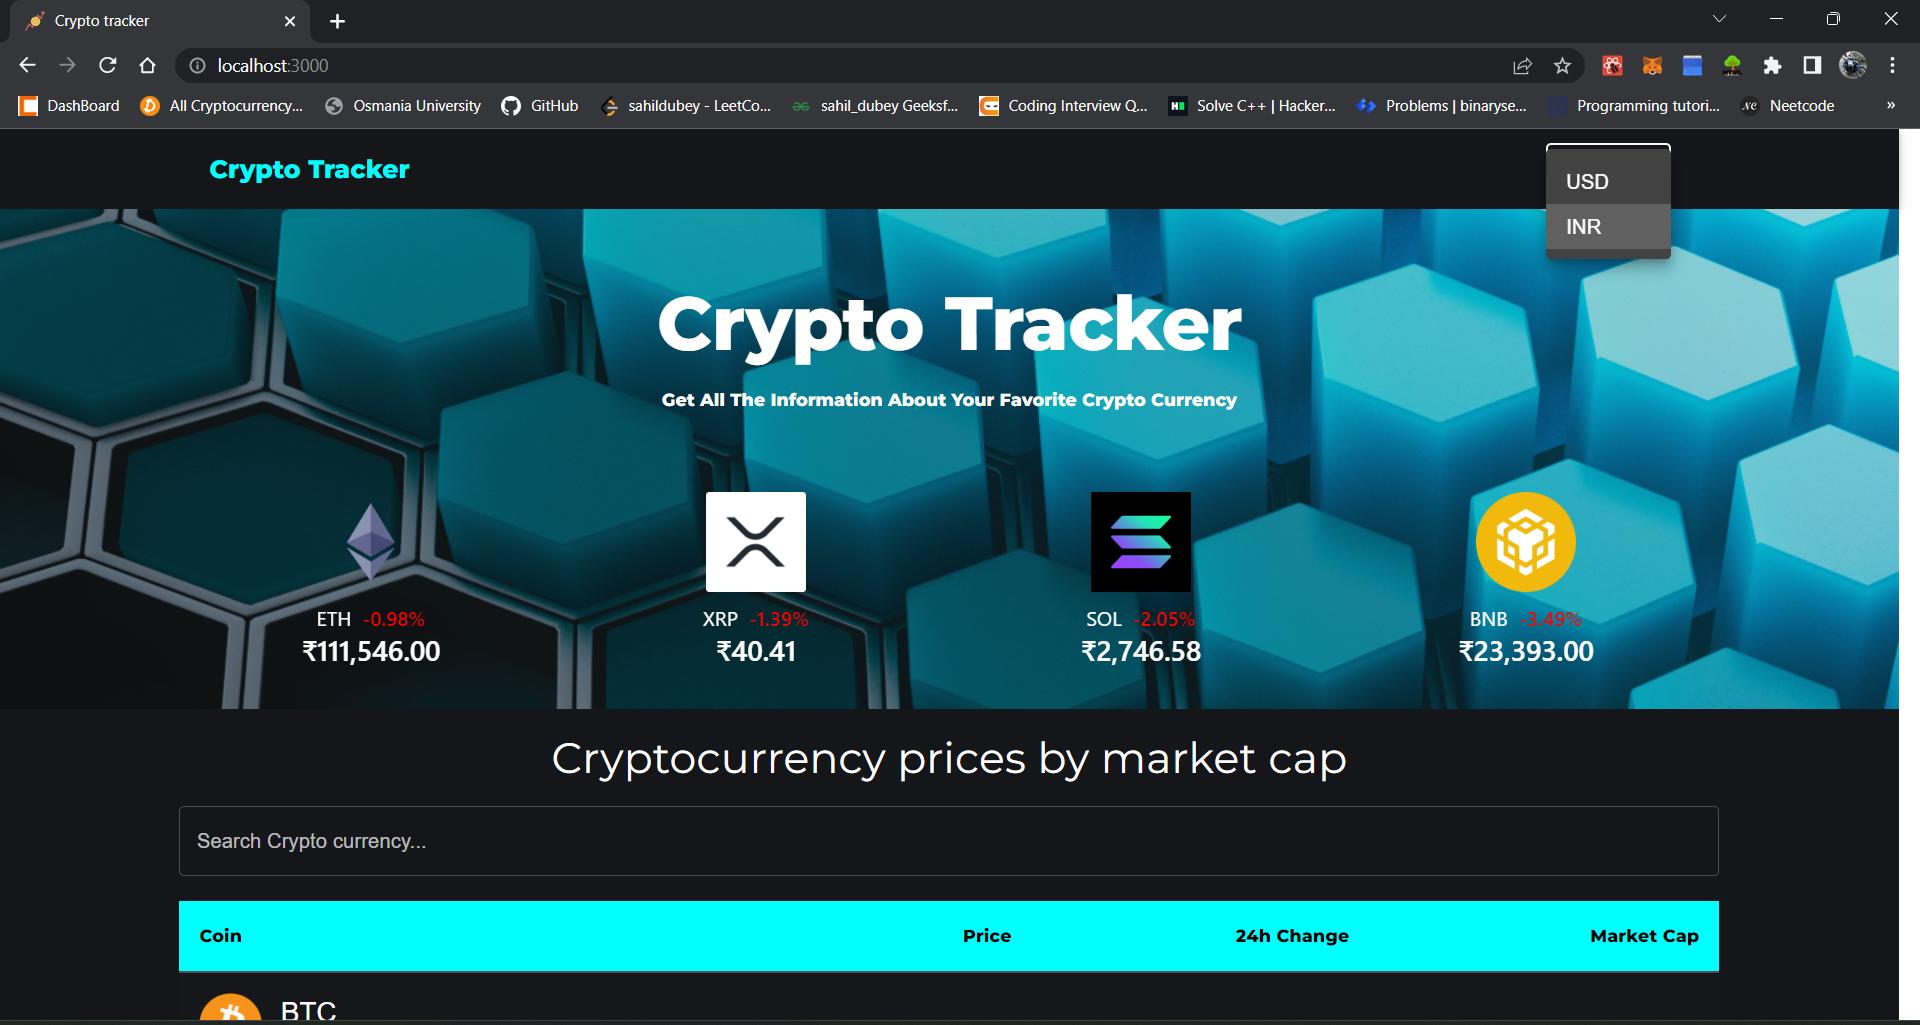 Crypto tracker
localhost:3000
DashBoard All Cryptocurrency... Osmania University GitHub sahildubey - LeetCo... sahil_dubey Geeksf... Coding Interview Q... Solve C++ | Hacker... Problems | binaryse... Programming tutori... Neetcode »
Crypto Tracker
USD
INR
Crypto Tracker
Get All The Information About Your Favorite Crypto Currency
ETH -0.98% XRP -1.39% SOL -2.05% BNB -3.49%
₹111,546.00 ₹40.41 ₹2,746.58 ₹23,393.00
Cryptocurrency prices by market cap
Search Crypto currency...
Coin Price 24h Change Market Cap
BTC